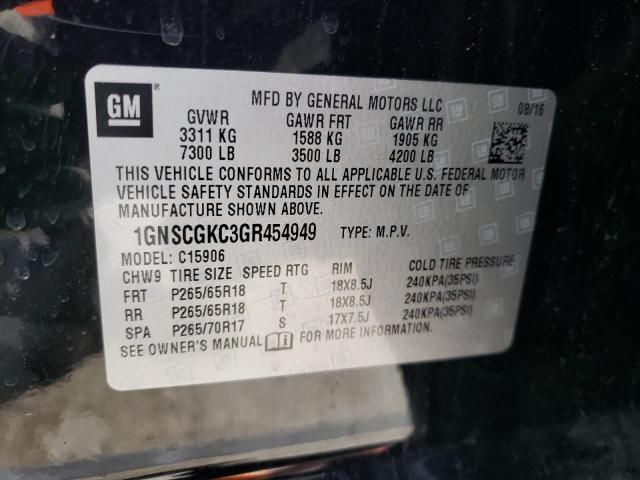 GM
MFD BY GENERAL MOTORS LLC 08/16
GVWR GAWR FRT GAWR RR
3311 KG 1588 KG 1905 KG
7300 LB 3500 LB 4200 LB
THIS VEHICLE CONFORMS TO ALL APPLICABLE U.S. FEDERAL MOTOR
VEHICLE SAFETY STANDARDS IN EFFECT ON THE DATE OF
MANUFACTURE SHOWN ABOVE.
1GNSCGKC3GR454949 TYPE: M.P.V.
MODEL: C15906
CHW9 TIRE SIZE SPEED RTG RIM COLD TIRE PRESSURE
FRT P265/65R18 T 18X8.5J 240KPA(35PSI)
RR P265/65R18 T 18X8.5J 240KPA(35PSI)
SPA P265/70R17 S 17X7.5J 240KPA(35PSI)
SEE OWNER'S MANUAL FOR MORE INFORMATION.